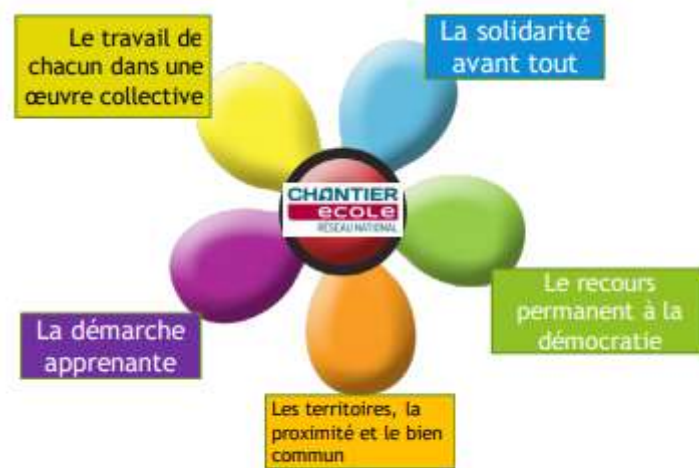 Le travail de
chacun dans une
œuvre collective
La solidarité
avant tout
CHANTIER
ecole
RÉSEAU NATIONAL
Le recours
permanent à la
démocratie
La démarche
apprenante
Les territoires, la
proximité et le bien
commun